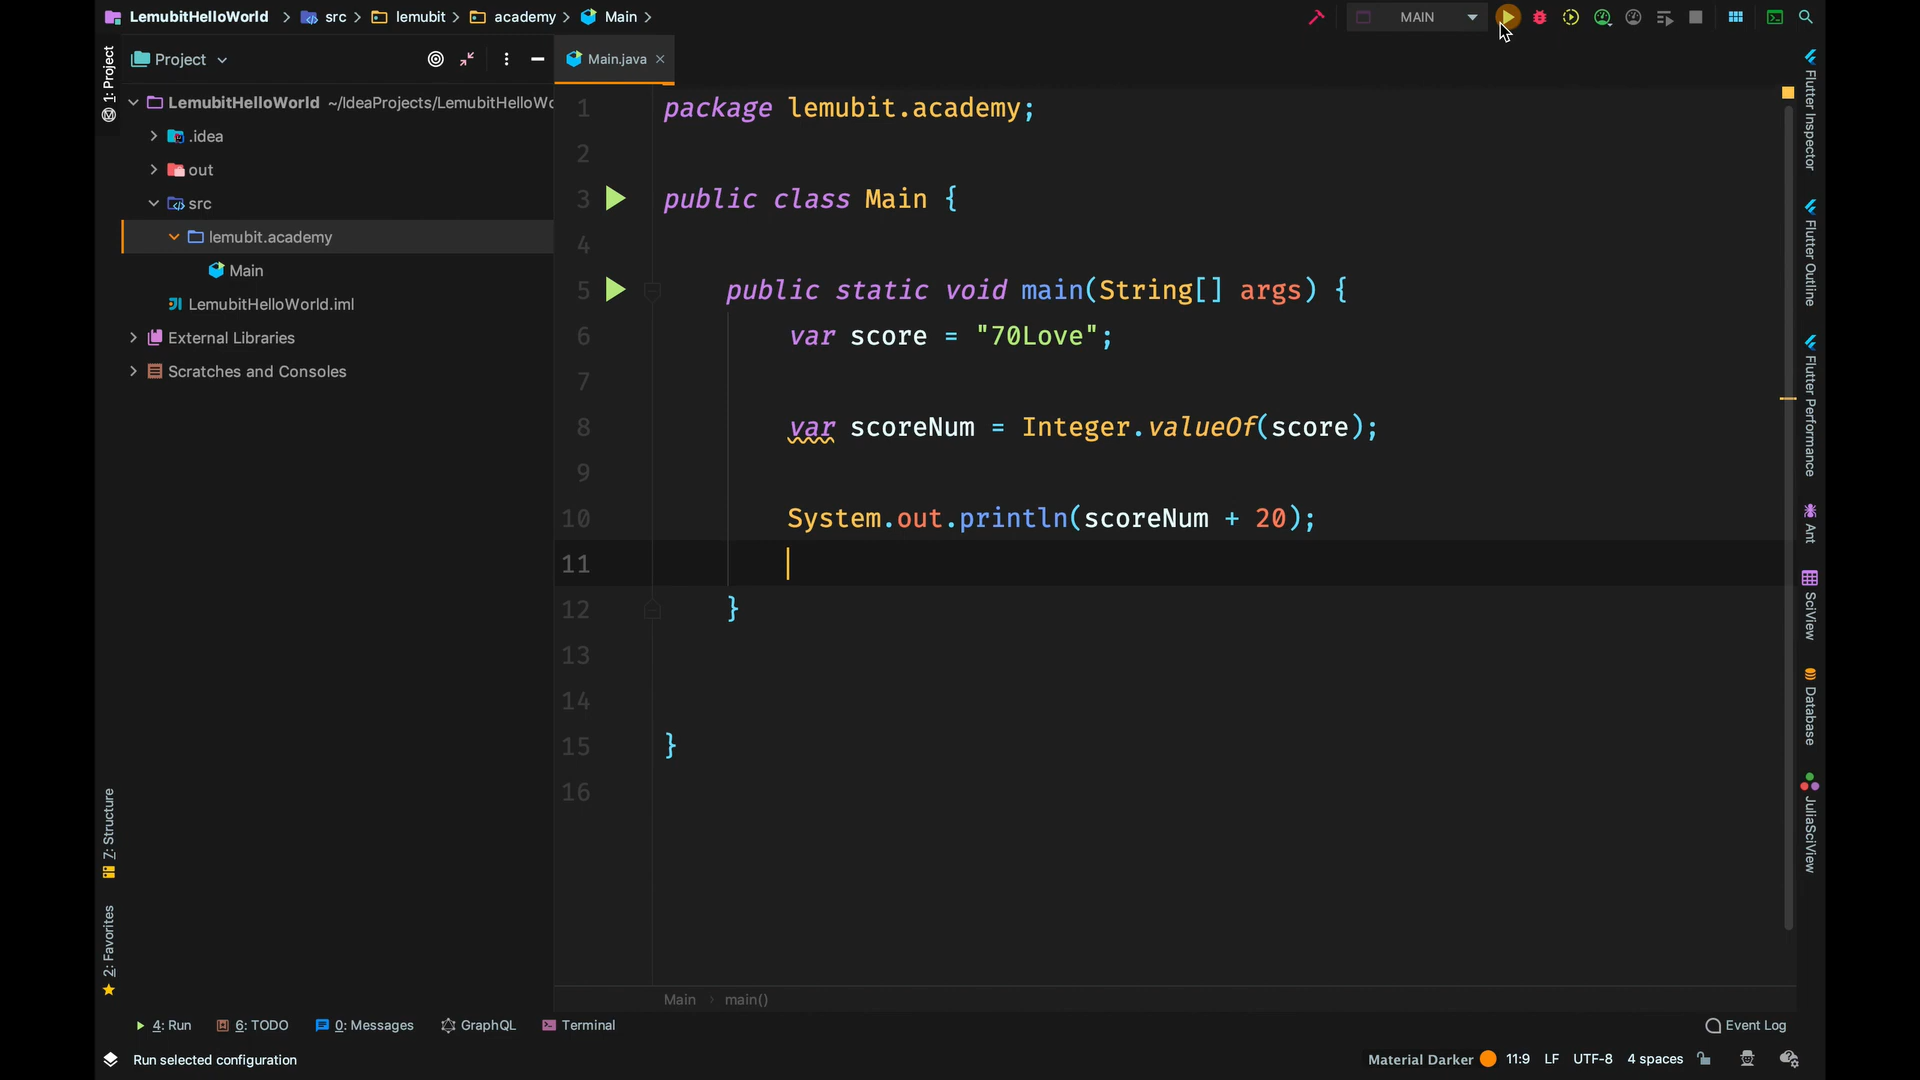 LemubitHelloWorld src lemubit academy Main MAIN
1: Project
Project
Main.java
LemubitHelloWorld ~/IdeaProjects/LemubitHelloWo
.idea
out
src
lemubit.academy
Main
LemubitHelloWorld.iml
External Libraries
Scratches and Consoles
7: Structure
2: Favorites
1 package lemubit.academy;
2
3 public class Main {
4
5 public static void main(String[] args) {
6 var score = "70Love";
7
8 var scoreNum = Integer.valueOf(score);
9
10 System.out.println(scoreNum + 20);
11
12 }
13
14
15 }
16
Main main()
Flutter Inspector
Flutter Outline
Flutter Performance
Ant
SciView
Database
JuliaSciView
4: Run 6: TODO 0: Messages GraphQL Terminal Event Log
Run selected configuration Material Darker 11:9 LF UTF-8 4 spaces